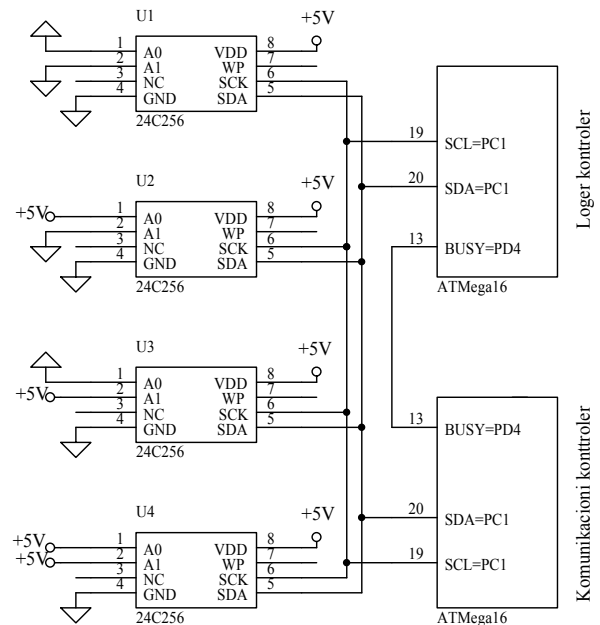 U1
+5V
1 A0 VDD 8
2 A1 WP 7
3 NC SCK 6
4 GND SDA 5
24C256
U2
+5V
+5V
1 A0 VDD 8
2 A1 WP 7
3 NC SCK 6
4 GND SDA 5
24C256
U3
+5V
+5V
1 A0 VDD 8
2 A1 WP 7
3 NC SCK 6
4 GND SDA 5
24C256
U4
+5V
+5V
+5V
1 A0 VDD 8
2 A1 WP 7
3 NC SCK 6
4 GND SDA 5
24C256
19 SCL=PC1
20 SDA=PC1
13 BUSY=PD4
ATMega16
Loger kontroler
13 BUSY=PD4
20 SDA=PC1
19 SCL=PC1
ATMega16
Komunikacioni konttroler